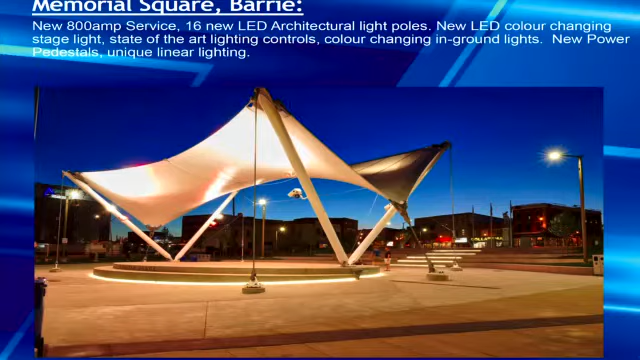 Memorial Square, Barrie:
New 800amp Service, 16 new LED Architectural light poles. New LED colour changing
stage light, state of the art lighting controls, colour changing in-ground lights.  New Power
Pedestals, unique linear lighting.